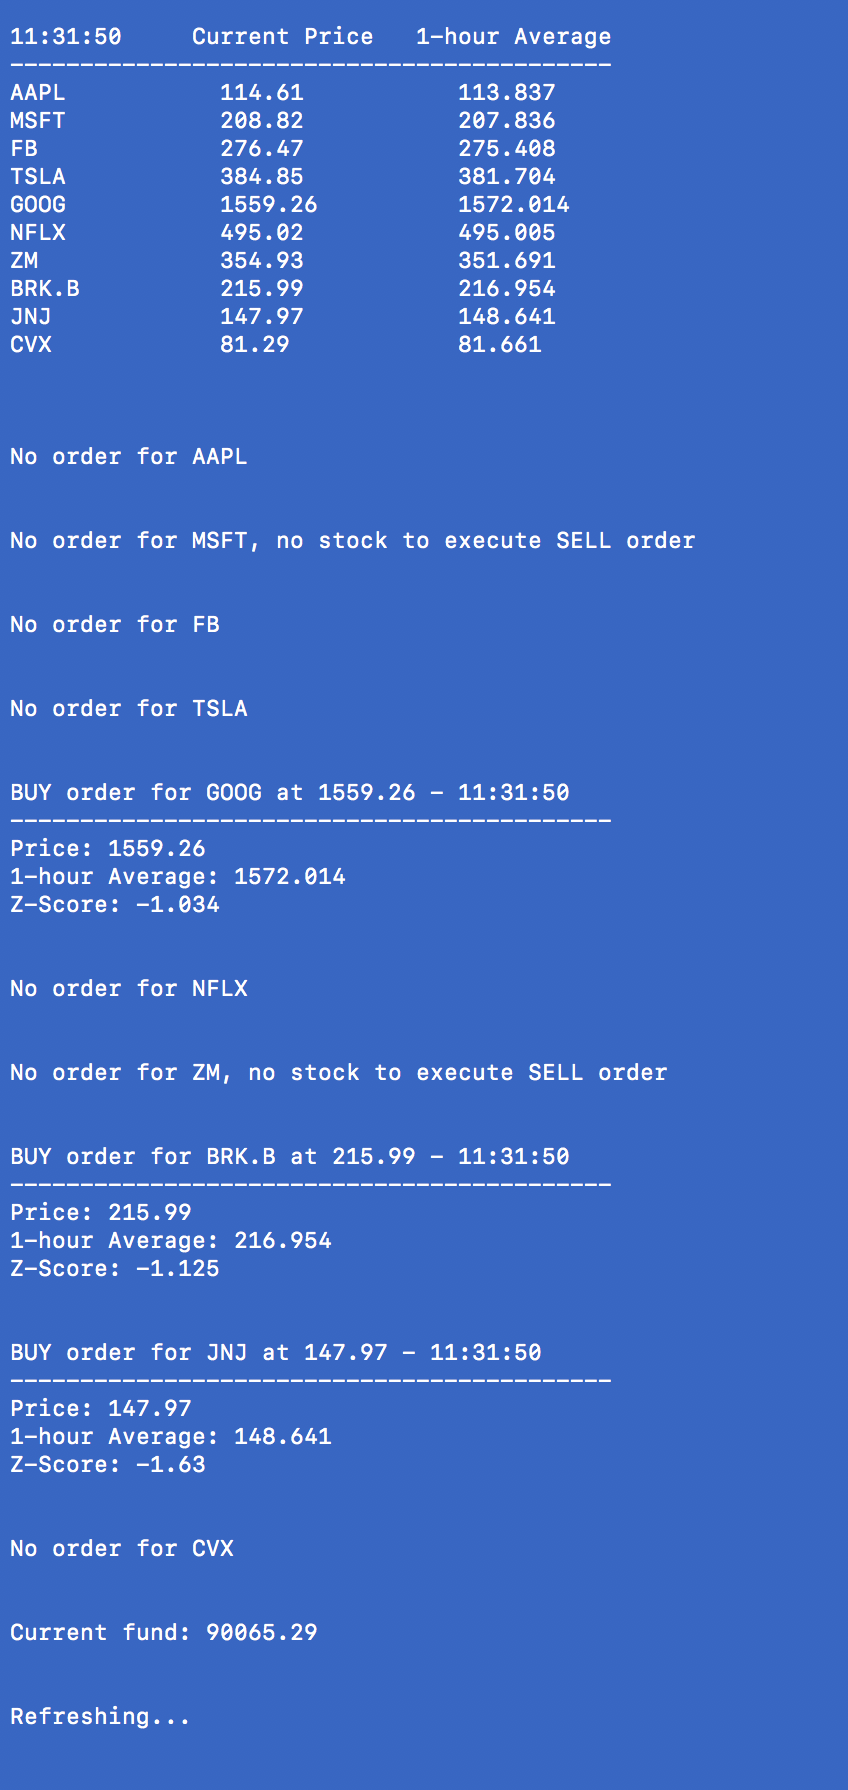 11:31:50     Current Price   1-hour Average
-------------------------------------------
AAPL           114.61           113.837
MSFT           208.82           207.836
FB             276.47           275.408
TSLA           384.85           381.704
GOOG           1559.26          1572.014
NFLX           495.02           495.005
ZM             354.93           351.691
BRK.B          215.99           216.954
JNJ            147.97           148.641
CVX            81.29            81.661
No order for AAPL
No order for MSFT, no stock to execute SELL order
No order for FB
No order for TSLA
BUY order for GOOG at 1559.26 - 11:31:50
-------------------------------------------
Price: 1559.26
1-hour Average: 1572.014
Z-Score: -1.034
No order for NFLX
No order for ZM, no stock to execute SELL order
BUY order for BRK.B at 215.99 - 11:31:50
-------------------------------------------
Price: 215.99
1-hour Average: 216.954
Z-Score: -1.125
BUY order for JNJ at 147.97 - 11:31:50
-------------------------------------------
Price: 147.97
1-hour Average: 148.641
Z-Score: -1.63
No order for CVX
Current fund: 90065.29
Refreshing...